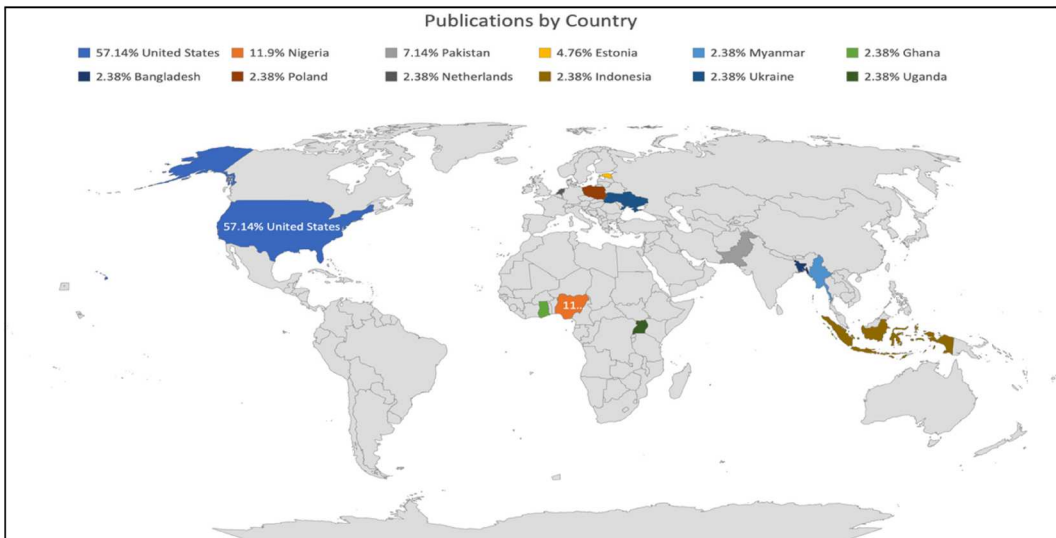 Publications by Country
57.14% United States 11.9% Nigeria 7.14% Pakistan 4.76% Estonia 2.38% Myanmar 2.38% Ghana
2.38% Bangladesh 2.38% Poland 2.38% Netherlands 2.38% Indonesia 2.38% Ukraine 2.38% Uganda
57.14% United States
11...